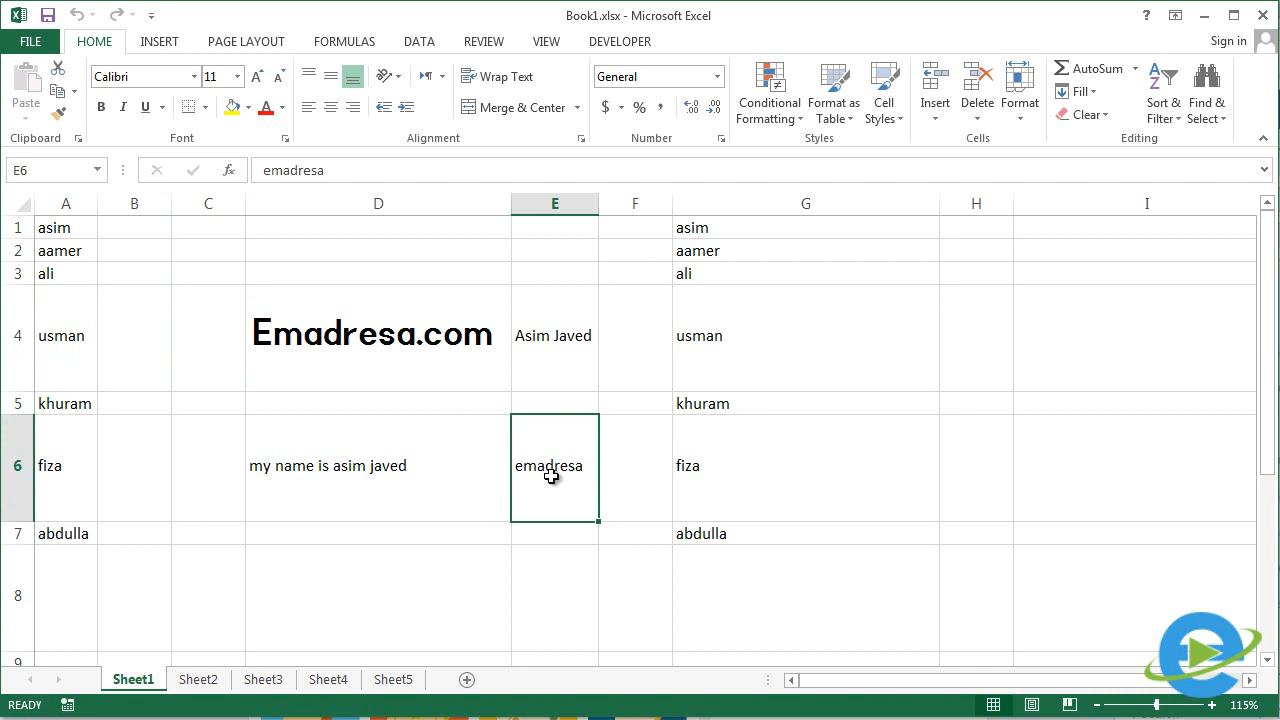 Book1.xlsx - Microsoft Excel
?
FILE HOME INSERT PAGE LAYOUT FORMULAS DATA REVIEW VIEW DEVELOPER Sign in
Paste Calibri 11 A A Wrap Text General Conditional Formatting Format as Table Cell Styles Insert Delete Format AutoSum Sort & Filter Find & Select
B I U A Merge & Center $ % , Fill
Clear
Clipboard Font Alignment Number Styles Cells Editing
E6 fx emadresa
A B C D E F G H I
1 asim asim
2 aamer aamer
3 ali ali
4 usman Emadresa.com Asim Javed usman
5 khuram khuram
6 fiza my name is asim javed emadresa fiza
7 abdulla abdulla
8
9
Sheet1 Sheet2 Sheet3 Sheet4 Sheet5
READY 115%